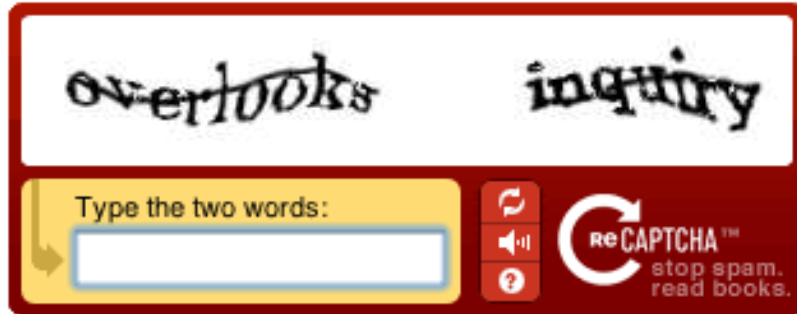 overlooks inquiry
Type the two words:
ReCAPTCHA™
stop spam.
read books.